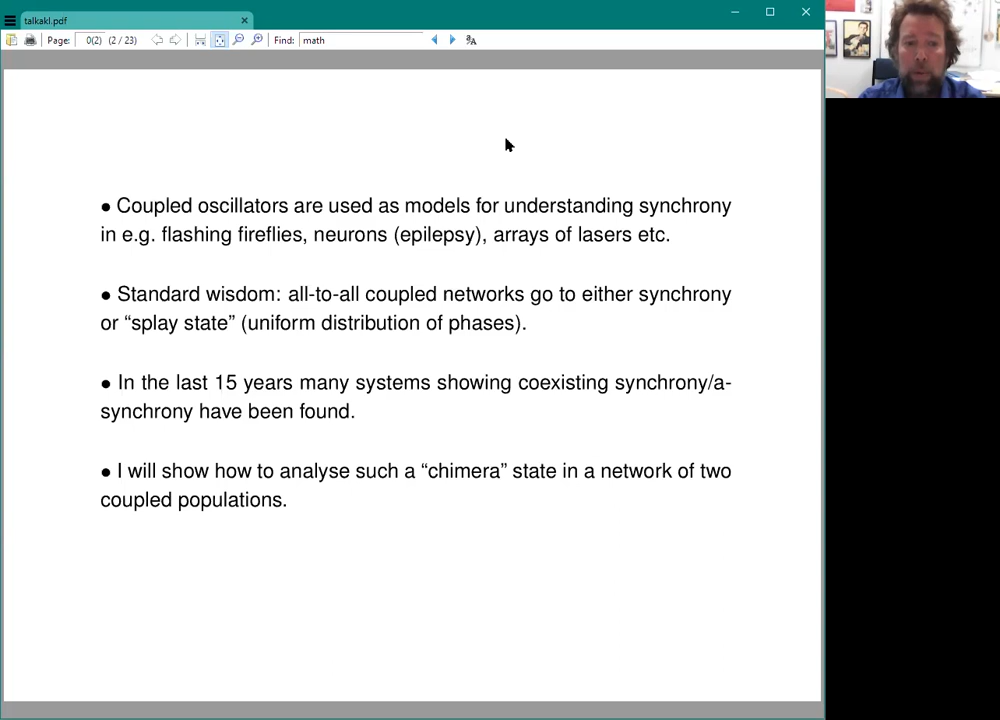 talkakl.pdf
Page: 0(2) (2 / 23) Find: math
• Coupled oscillators are used as models for understanding synchrony
in e.g. flashing fireflies, neurons (epilepsy), arrays of lasers etc.
• Standard wisdom: all-to-all coupled networks go to either synchrony
or “splay state” (uniform distribution of phases).
• In the last 15 years many systems showing coexisting synchrony/a-
synchrony have been found.
• I will show how to analyse such a “chimera” state in a network of two
coupled populations.